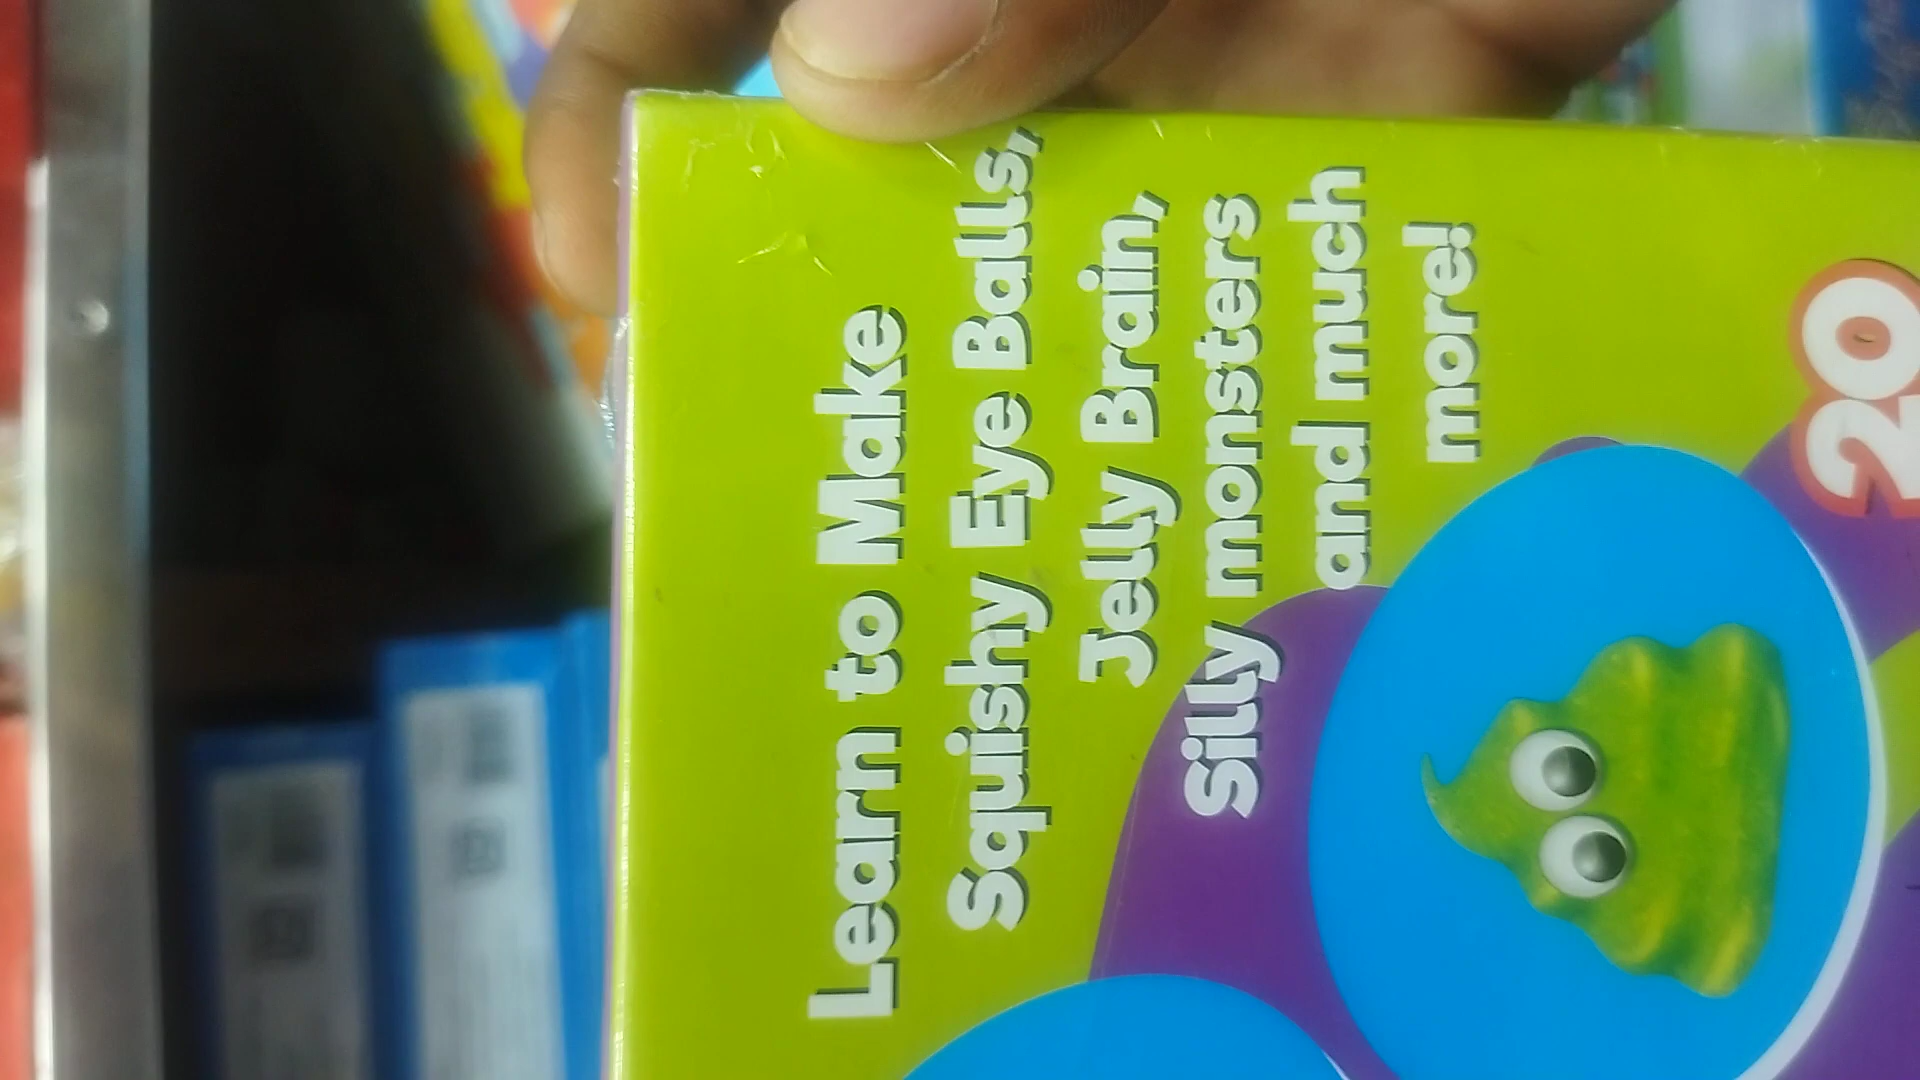 Learn to Make
Squishy Eye Balls,
Jelly Brain,
Silly monsters
and much
more!
20